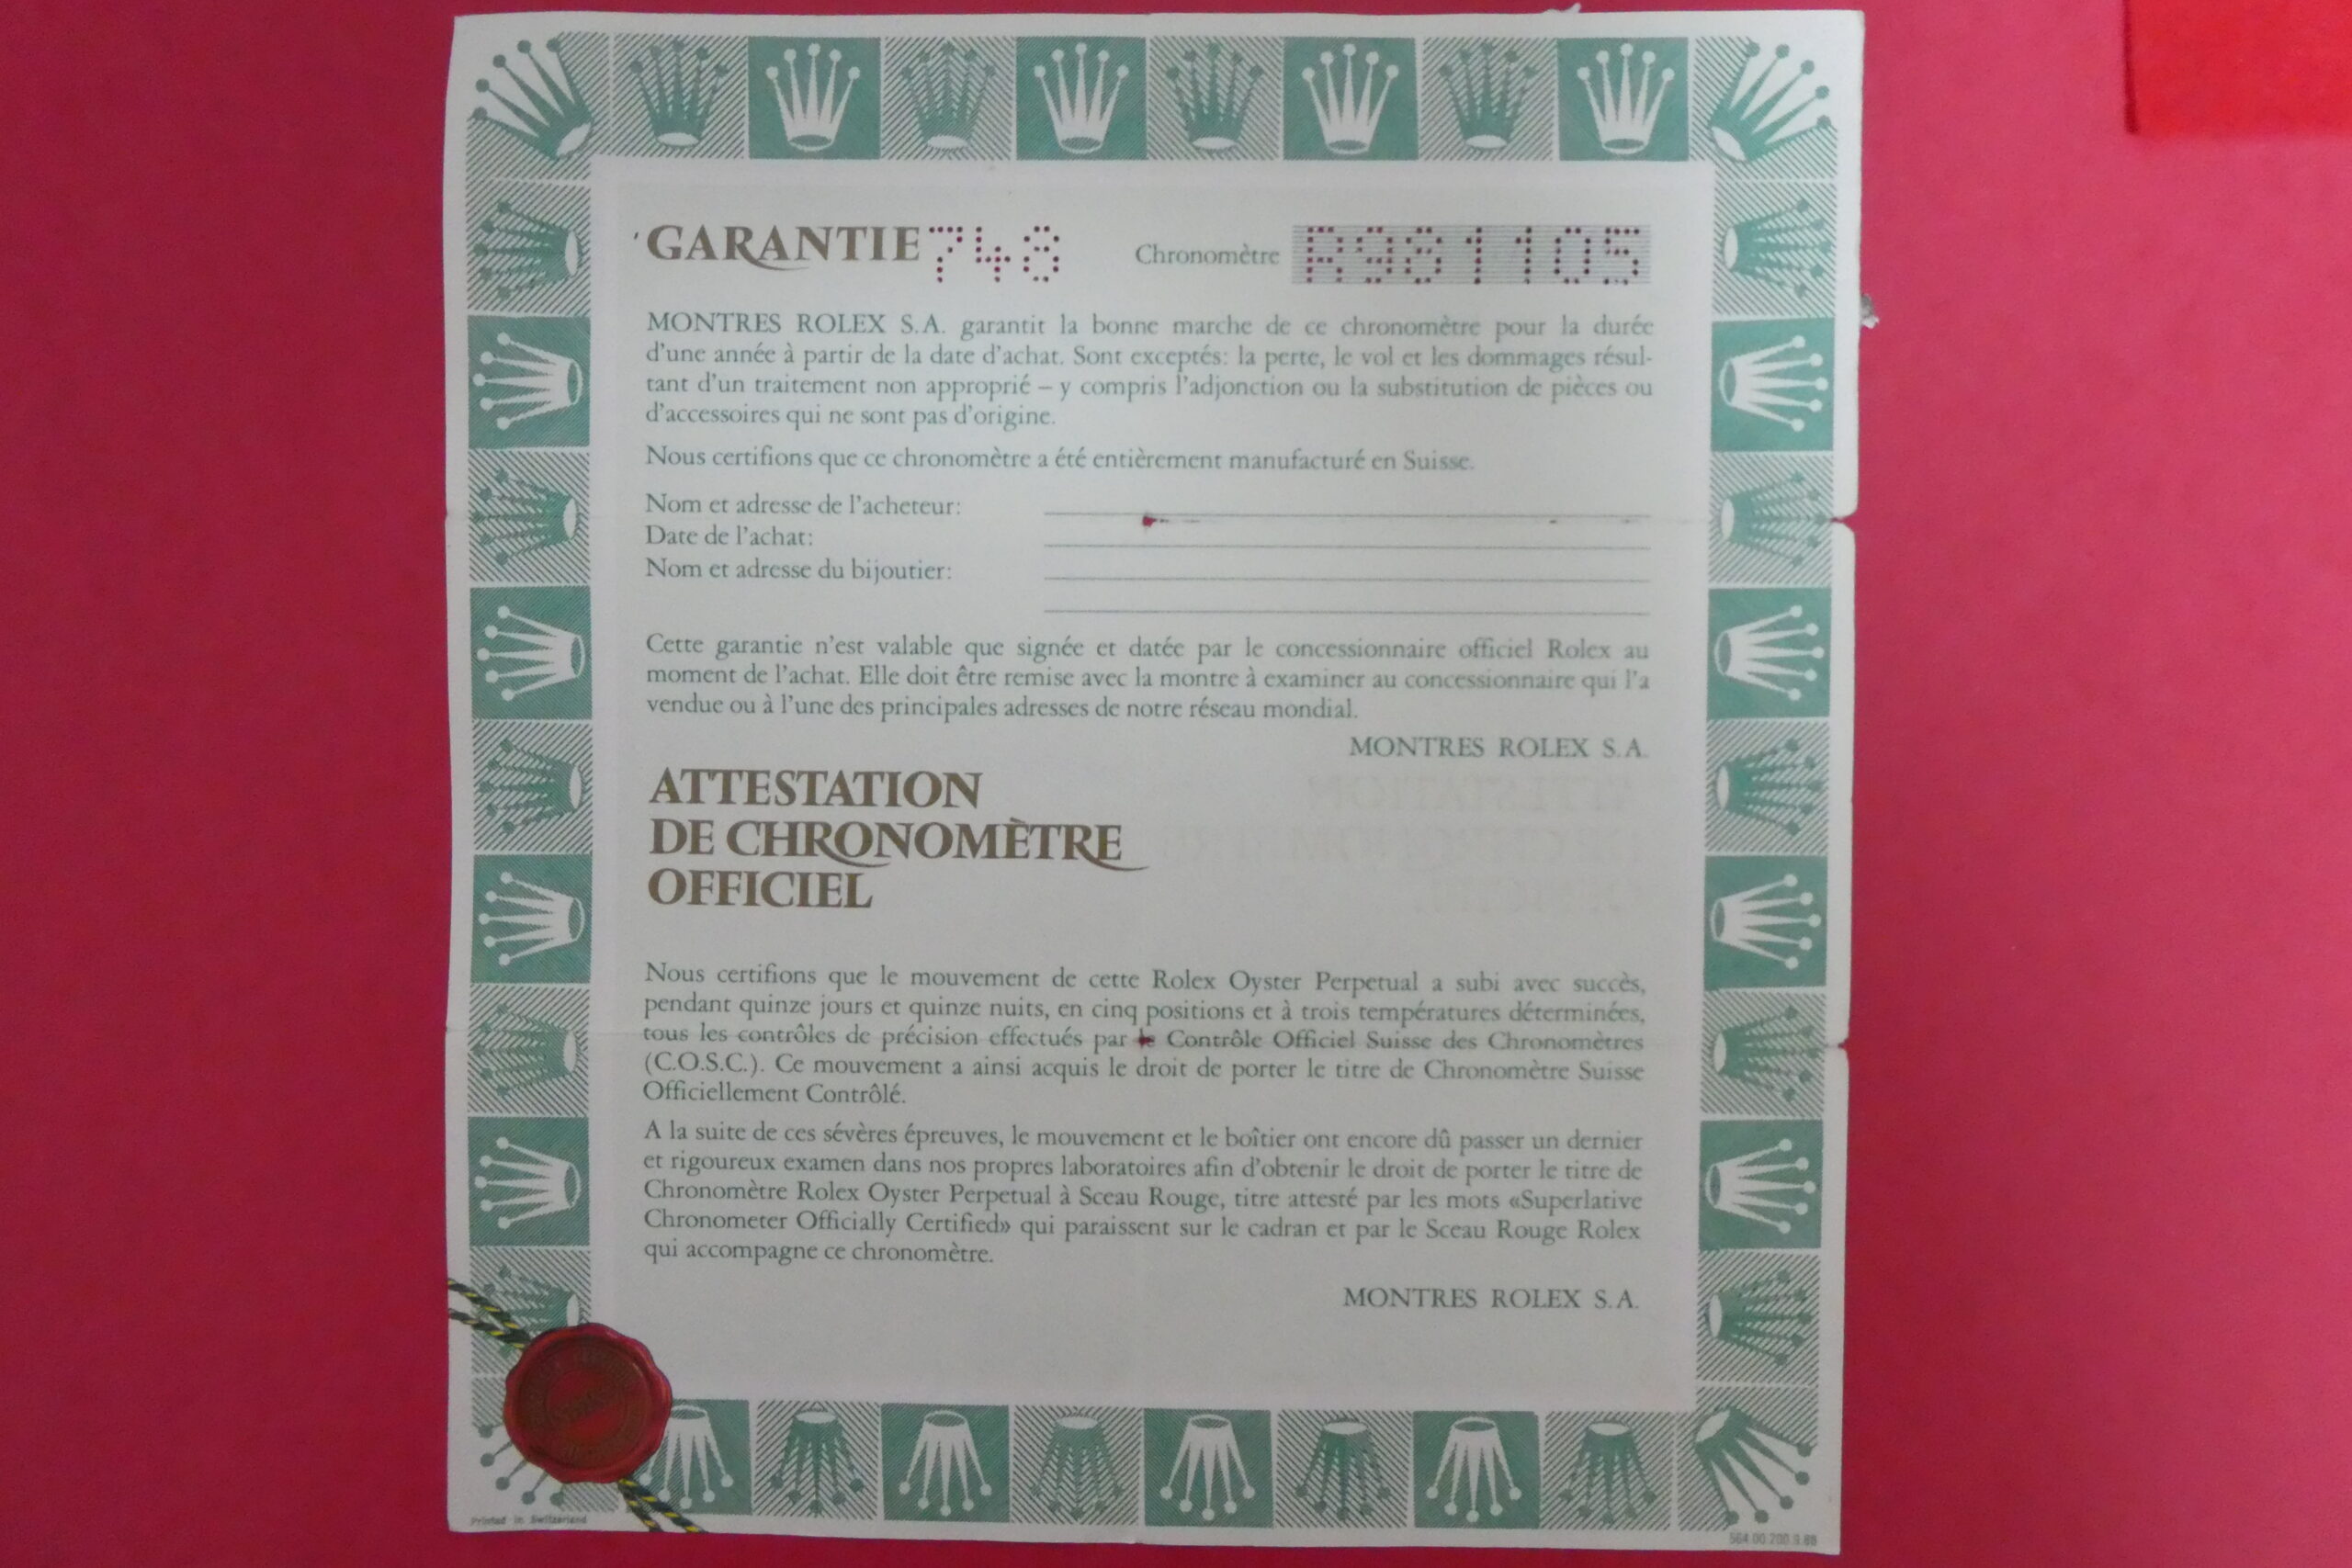 GARANTIE 748 Chronomètre R981105
MONTRES ROLEX S.A. garantit la bonne marche de ce chronomètre pour la durée
d'une année à partir de la date d'achat. Sont exceptés: la perte, le vol et les dommages résul-
tant d'un traitement non approprié – y compris l'adjonction ou la substitution de pièces ou
d'accessoires qui ne sont pas d'origine.
Nous certifions que ce chronomètre a été entièrement manufacturé en Suisse.
Nom et adresse de l'acheteur:
Date de l'achat:
Nom et adresse du bijoutier:
Cette garantie n'est valable que signée et datée par le concessionnaire officiel Rolex au
moment de l'achat. Elle doit être remise avec la montre à examiner au concessionnaire qui l'a
vendue ou à l'une des principales adresses de notre réseau mondial.
MONTRES ROLEX S.A.
ATTESTATION
DE CHRONOMÈTRE
OFFICIEL
Nous certifions que le mouvement de cette Rolex Oyster Perpetual a subi avec succès,
pendant quinze jours et quinze nuits, en cinq positions et à trois températures déterminées,
tous les contrôles de précision effectués par le Contrôle Officiel Suisse des Chronomètres
(C.O.S.C.). Ce mouvement a ainsi acquis le droit de porter le titre de Chronomètre Suisse
Officiellement Contrôlé.
A la suite de ces sévères épreuves, le mouvement et le boîtier ont encore dû passer un dernier
et rigoureux examen dans nos propres laboratoires afin d'obtenir le droit de porter le titre de
Chronomètre Rolex Oyster Perpetual à Sceau Rouge, titre attesté par les mots «Superlative
Chronometer Officially Certified» qui paraissent sur le cadran et par le Sceau Rouge Rolex
qui accompagne ce chronomètre.
MONTRES ROLEX S.A.
Printed in Switzerland
564.00.200.9.88